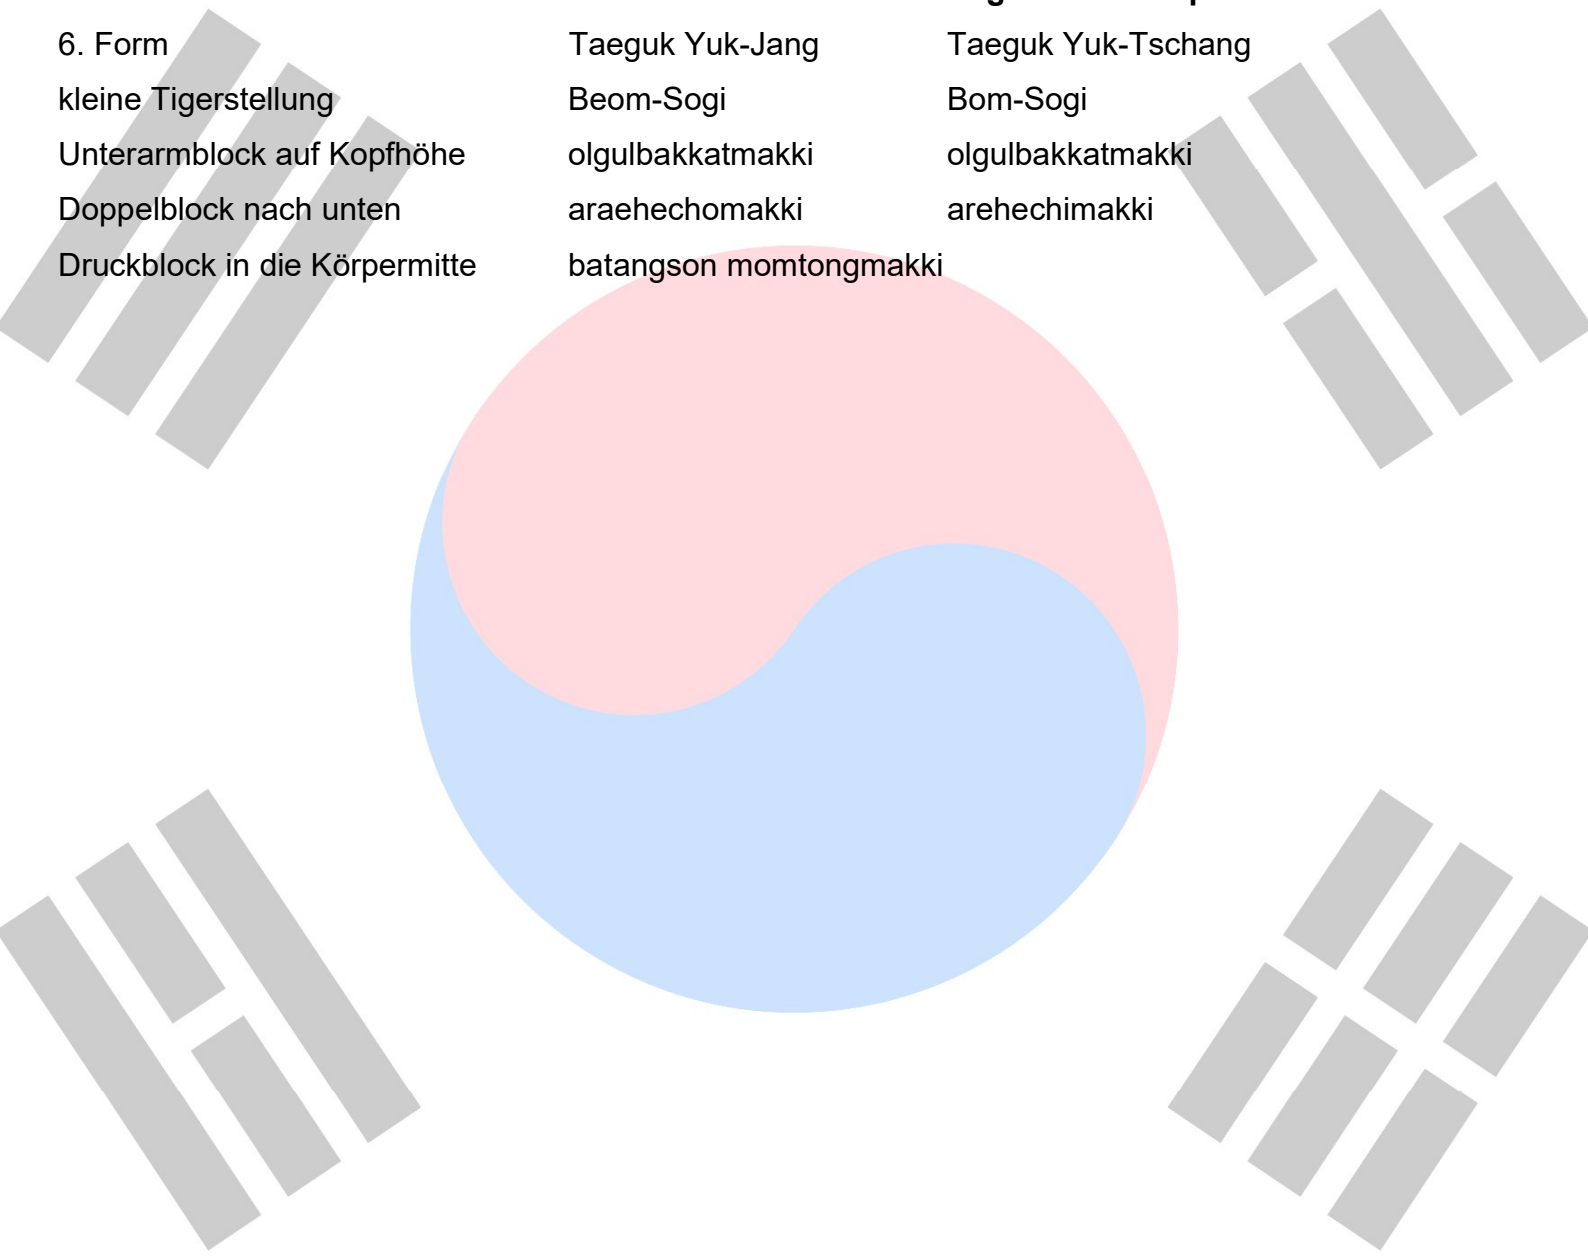 6. Form Taeguk Yuk-Jang Taeguk Yuk-Tschang
kleine Tigerstellung Beom-Sogi Bom-Sogi
Unterarmblock auf Kopfhöhe olgulbakkatmakki olgulbakkatmakki
Doppelblock nach unten araehechomakki arehechimakki
Druckblock in die Körpermitte batangson momtongmakki